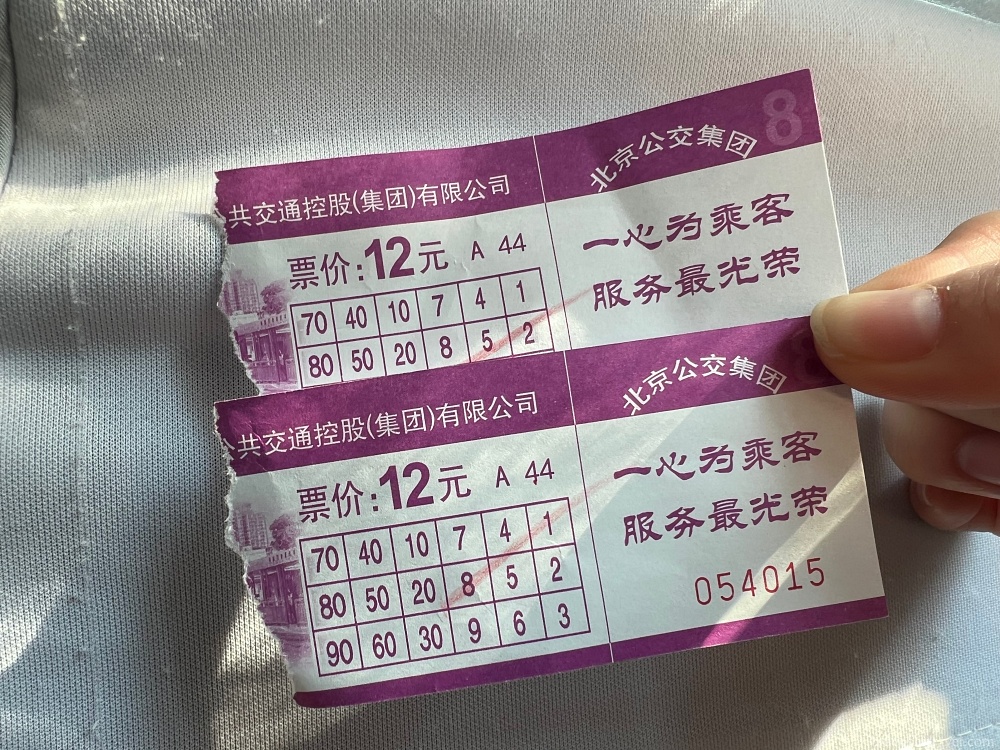 8
北京公交集团
共交通控股(集团)有限公司
一心为乘客
服务最光荣
票价:12元 A 44
70 40 10 7 4 1
80 50 20 8 5 2
北京公交集团
共交通控股(集团)有限公司
一心为乘客
服务最光荣
票价:12元 A 44
70 40 10 7 4 1
80 50 20 8 5 2
90 60 30 9 6 3
054015